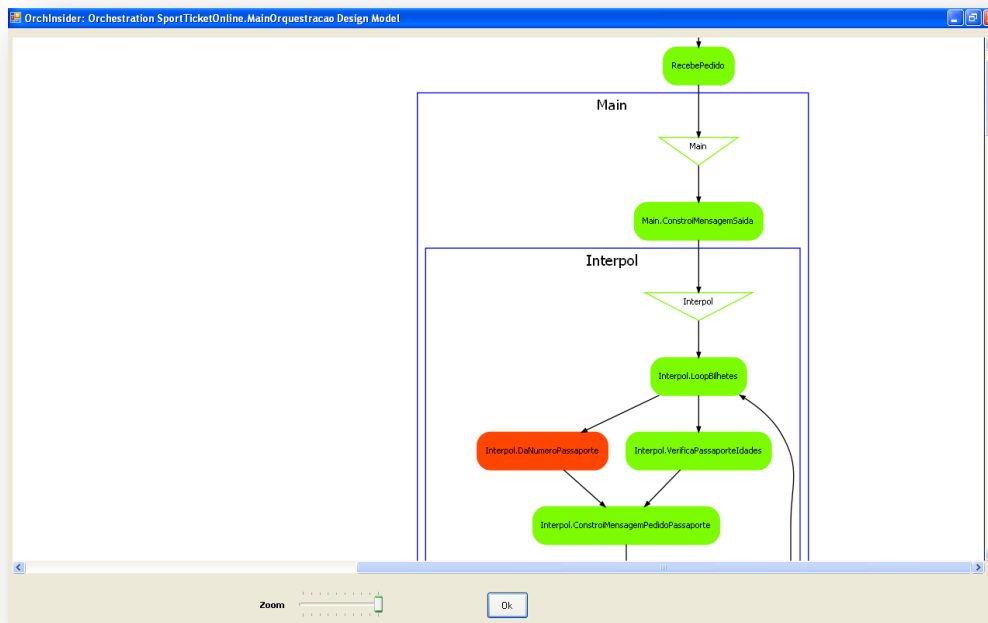 OrchInsider: Orchestration SportTicketOnline.MainOrquestracao Design Model
RecebePedido
Main
Main
Main.ConstroiMensagemSaida
Interpol
Interpol
Interpol.LoopBilhetes
Interpol.DaNumeroPassaporte
Interpol.VerificaPassaporteIdades
Interpol.ConstroiMensagemPedidoPassaporte
Zoom
Ok